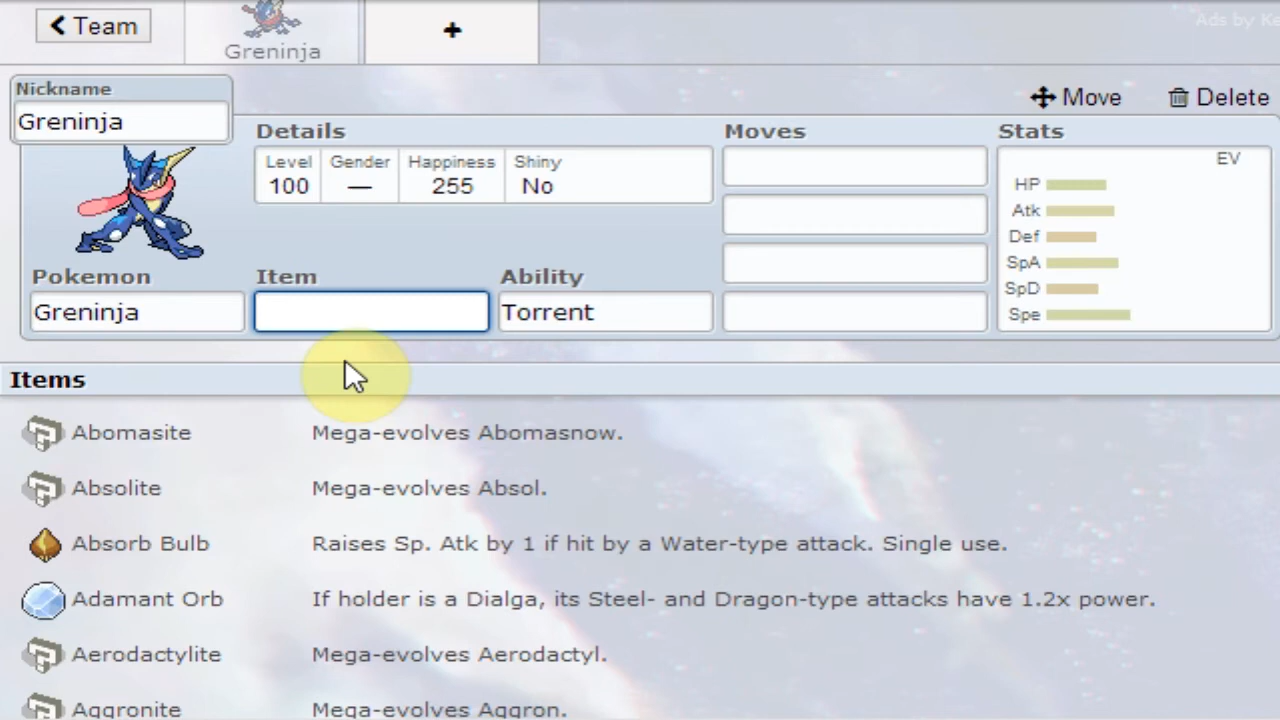 Team
Greninja
+
Ads by Ke
Nickname
Greninja
Move
Delete
Details
Moves
Stats
Level
Gender
Happiness
Shiny
100
—
255
No
EV
HP
Atk
Def
SpA
SpD
Spe
Pokemon
Item
Ability
Greninja
Torrent
Items
Abomasite Mega-evolves Abomasnow.
Absolite Mega-evolves Absol.
Absorb Bulb Raises Sp. Atk by 1 if hit by a Water-type attack. Single use.
Adamant Orb If holder is a Dialga, its Steel- and Dragon-type attacks have 1.2x power.
Aerodactylite Mega-evolves Aerodactyl.
Aggronite Mega-evolves Aggron.